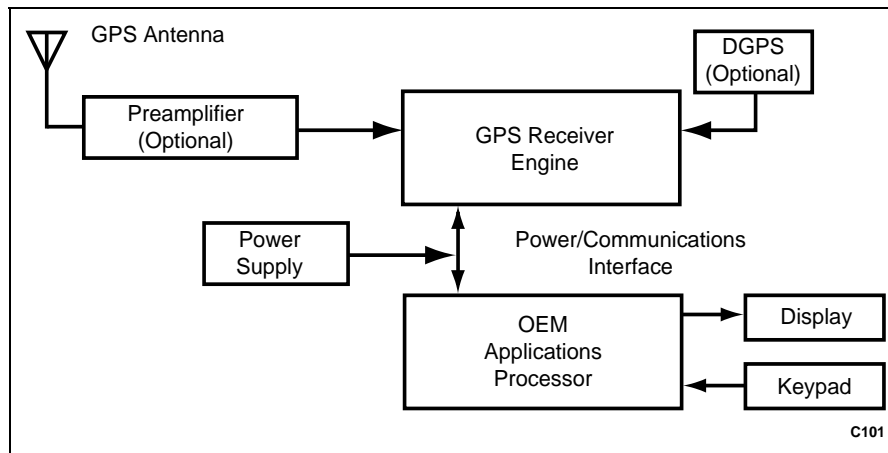 GPS Antenna
DGPS
(Optional)
Preamplifier
(Optional)
GPS Receiver
Engine
Power
Supply
Power/Communications
Interface
OEM
Applications
Processor
Display
Keypad
C101